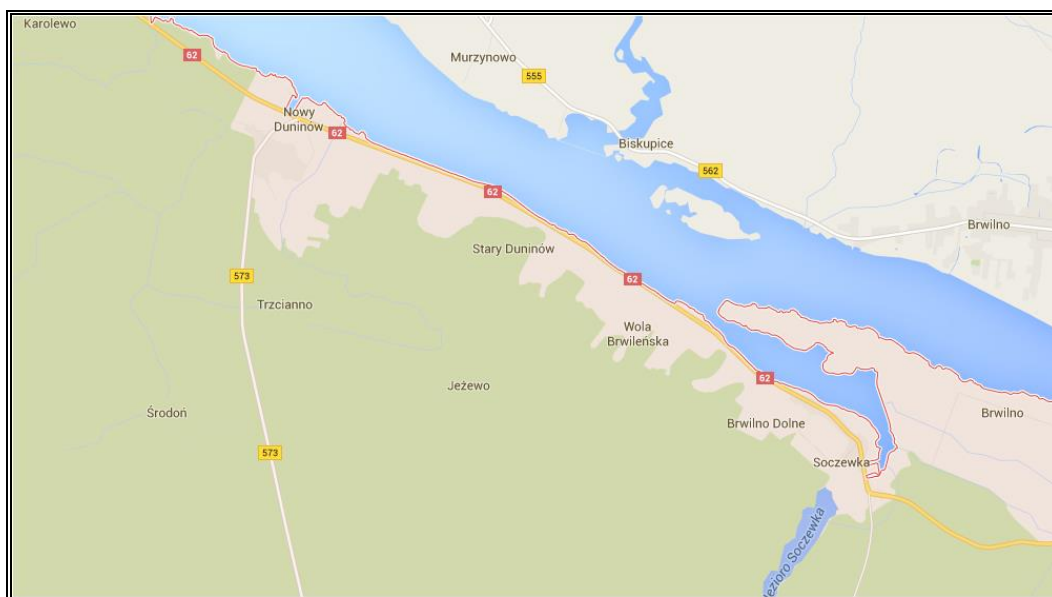 Karolewo
62
Murzynowo
555
Nowy
Duninów
62
Biskupice
562
62
Brwilno
Stary Duninów
573
62
Trzcianno
Wola
Brwileńska
62
Jeżewo
Środoń
Brwilno
Brwilno Dolne
573
Soczewka
Jezioro Soczewka